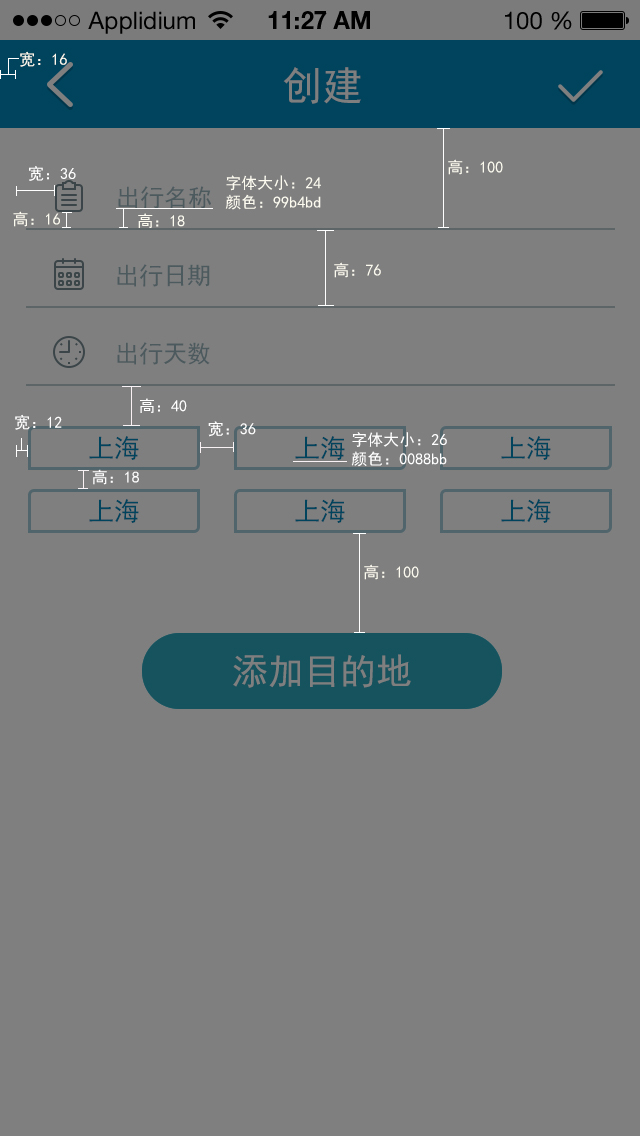 Applidium 11:27 AM 100 %
宽: 16
创建
高: 100
宽: 36
出行名称
字体大小: 24
颜色: 99b4bd
高: 16
高: 18
出行日期
高: 76
出行天数
高: 40
宽: 12
宽: 36
上海 上海 上海
字体大小: 26
颜色: 0088bb
高: 18
上海 上海 上海
高: 100
添加目的地